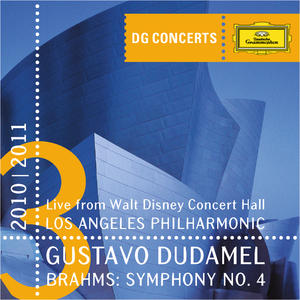 DG CONCERTS
Deutsche
Grammophon
2010 | 2011
3
Live from Walt Disney Concert Hall
LOS ANGELES PHILHARMONIC
GUSTAVO DUDAMEL
BRAHMS: SYMPHONY NO. 4